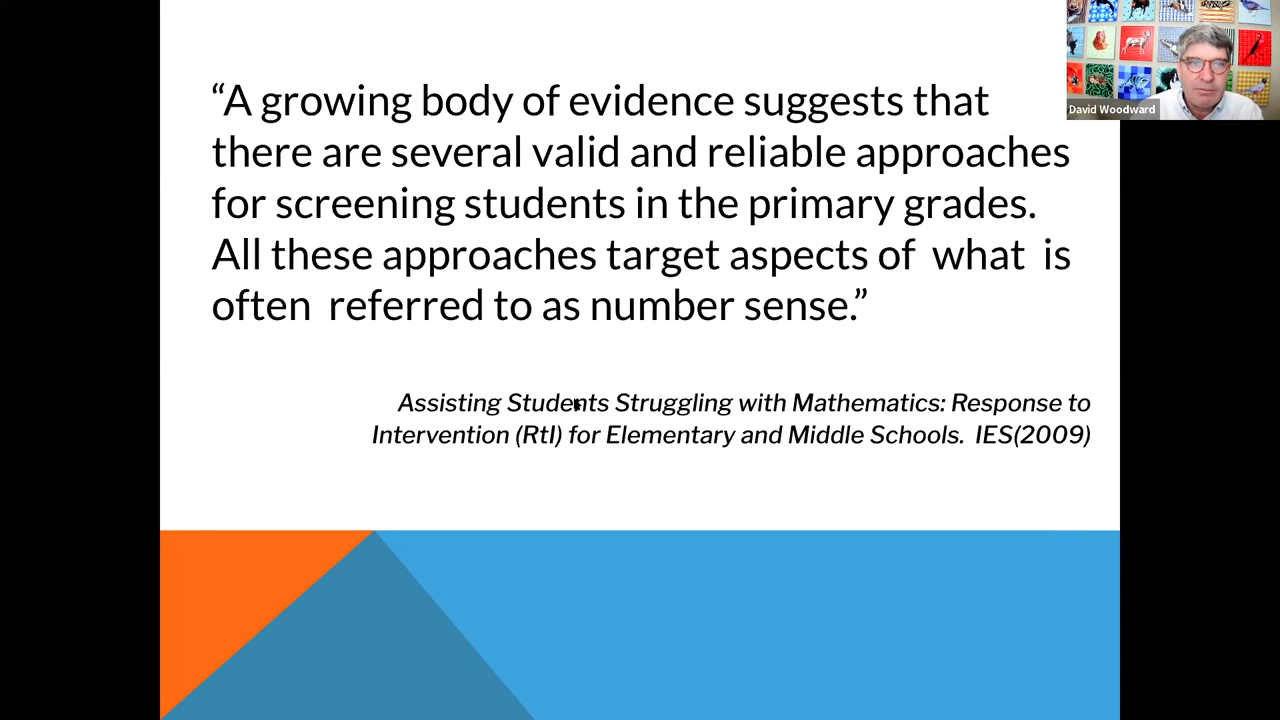 “A growing body of evidence suggests that
there are several valid and reliable approaches
for screening students in the primary grades.
All these approaches target aspects of  what  is
often  referred to as number sense.”
Assisting Students Struggling with Mathematics: Response to
Intervention (RtI) for Elementary and Middle Schools.  IES(2009)
David Woodward